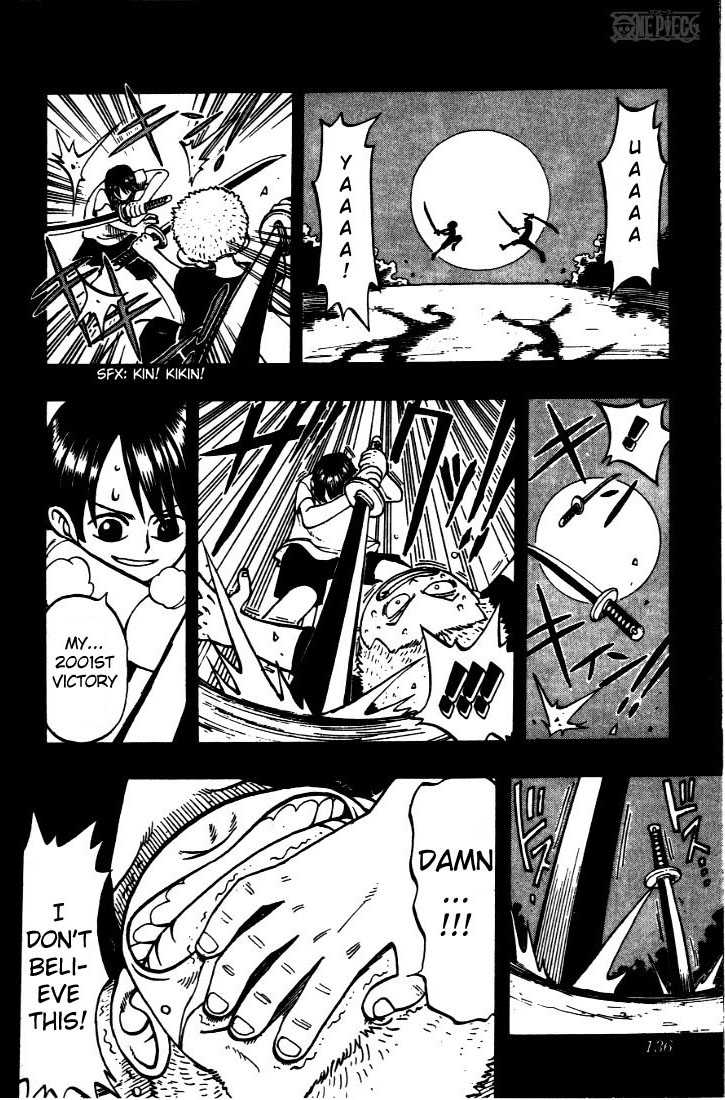 ONE PIECE
UAAAA
YAAAA!
SFX: KIN! KIKIN!
!!
!!!!
MY...
2001ST
VICTORY
DAMN
...
!!!
I
DON'T
BELI-
EVE
THIS!
136